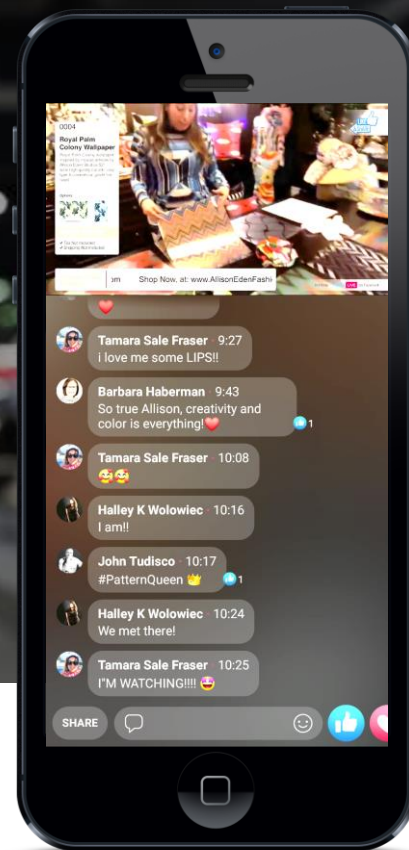 0004
Royal Palm
Colony Wallpaper
om Shop Now, at: www.AllisonEdenFashi
LIVE
Tamara Sale Fraser · 9:27
i love me some LIPS!!
Barbara Haberman · 9:43
So true Allison, creativity and
color is everything!❤️
1
Tamara Sale Fraser · 10:08
🥰🥰
Halley K Wolowiec · 10:16
I am!!
John Tudisco · 10:17
#PatternQueen 👑
1
Halley K Wolowiec · 10:24
We met there!
Tamara Sale Fraser · 10:25
I"M WATCHING!!!! 🤩
SHARE